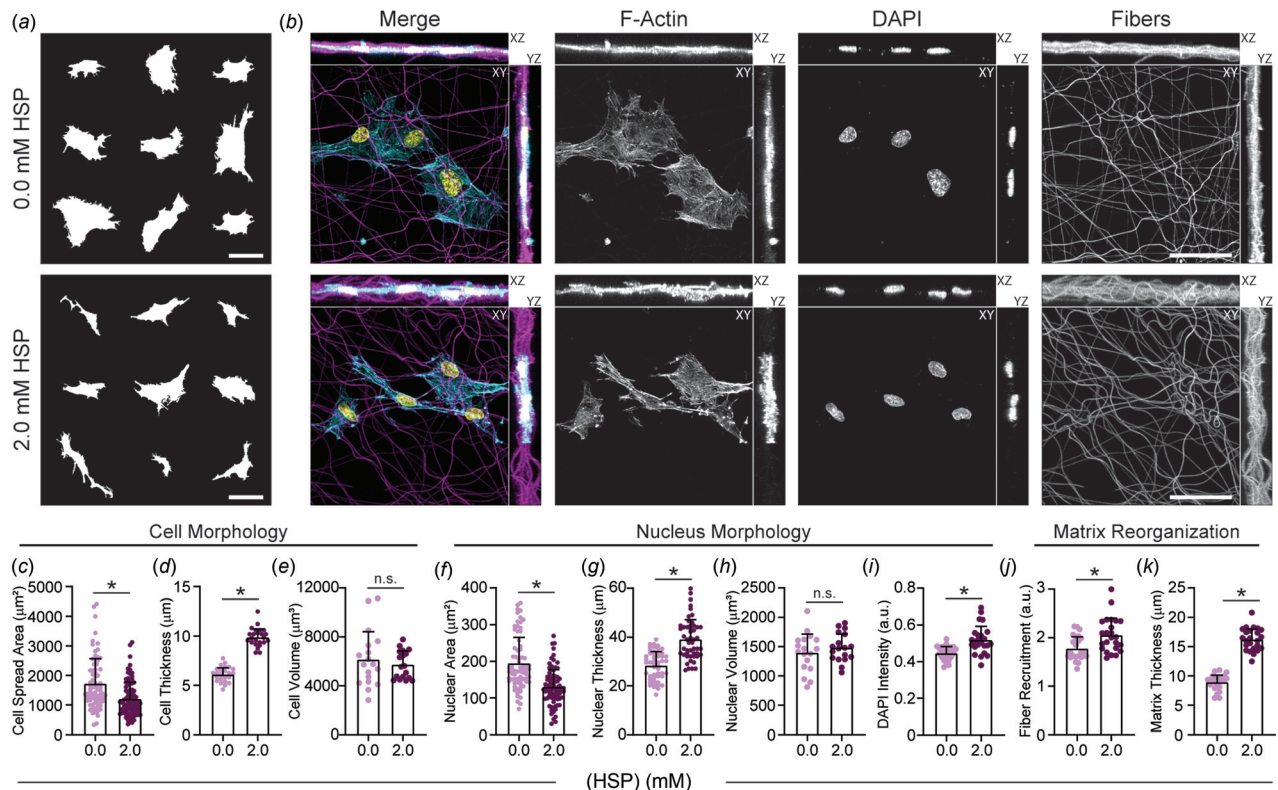 (a)
(b)
Merge
F-Actin
DAPI
Fibers
0.0 mM HSP
XZ
YZ
XY
XZ
YZ
XY
XZ
YZ
XY
XZ
YZ
XY
2.0 mM HSP
XZ
YZ
XY
XZ
YZ
XY
XZ
YZ
XY
XZ
YZ
XY
Cell Morphology
Nucleus Morphology
Matrix Reorganization
(c)
Cell Spread Area (μm²)
5000
4000
3000
2000
1000
0
*
0.0 2.0
(d)
Cell Thickness (μm)
15
10
5
0
*
0.0 2.0
(e)
Cell Volume (μm³)
12000
9000
6000
3000
0
n.s.
0.0 2.0
(f)
Nuclear Area (μm²)
400
300
200
100
0
*
0.0 2.0
(g)
Nuclear Thickness (μm)
60
40
20
0
*
0.0 2.0
(h)
Nuclear Volume (μm³)
2500
2000
1500
1000
500
0
n.s.
0.0 2.0
(i)
DAPI Intensity (a.u.)
0.8
0.6
0.4
0.2
0
*
0.0 2.0
(j)
Fiber Recruitment (a.u.)
3
2
1
0
*
0.0 2.0
(k)
Matrix Thickness (μm)
25
20
15
10
5
0
*
0.0 2.0
(HSP) (mM)